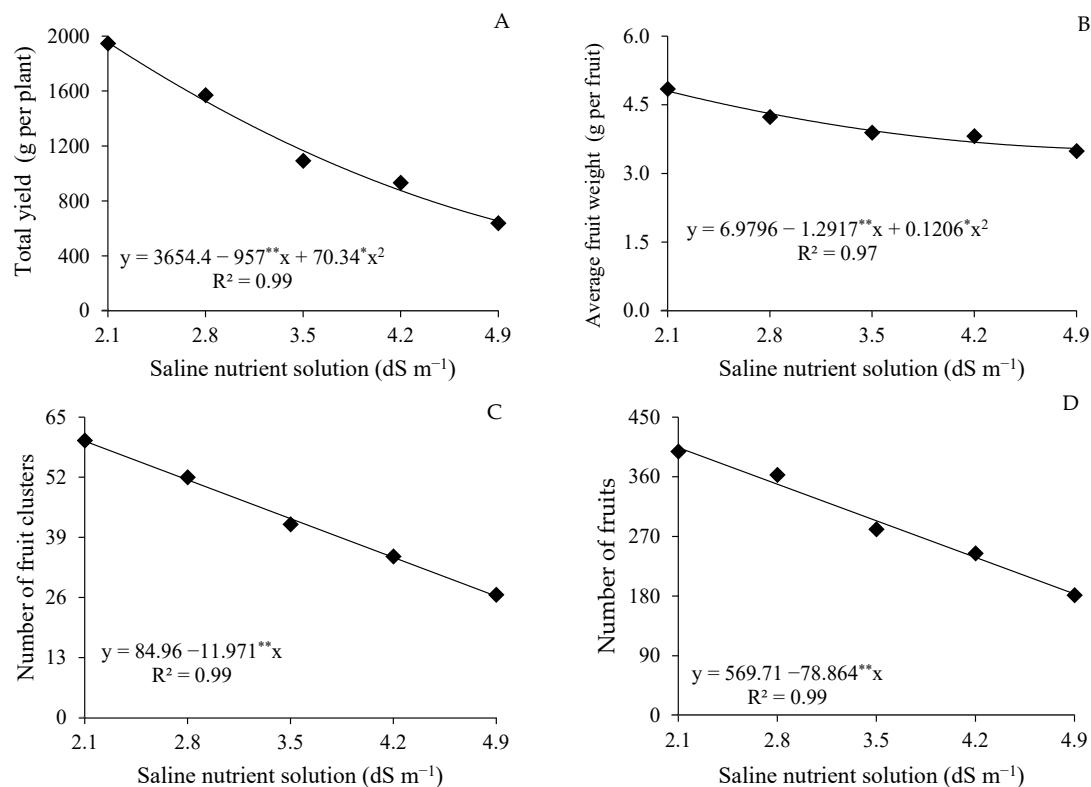 A
Total yield (g per plant)
2000
1600
1200
800
400
0
y = 3654.4 − 957**x + 70.34*x²
R² = 0.99
2.1 2.8 3.5 4.2 4.9
Saline nutrient solution (dS m⁻¹)
B
Average fruit weight (g per fruit)
6.0
4.5
3.0
1.5
0.0
y = 6.9796 − 1.2917**x + 0.1206*x²
R² = 0.97
2.1 2.8 3.5 4.2 4.9
Saline nutrient solution (dS m⁻¹)
C
Number of fruit clusters
65
52
39
26
13
0
y = 84.96 −11.971**x
R² = 0.99
2.1 2.8 3.5 4.2 4.9
Saline nutrient solution (dS m⁻¹)
D
Number of fruits
450
360
270
180
90
0
y = 569.71 −78.864**x
R² = 0.99
2.1 2.8 3.5 4.2 4.9
Saline nutrient solution (dS m⁻¹)